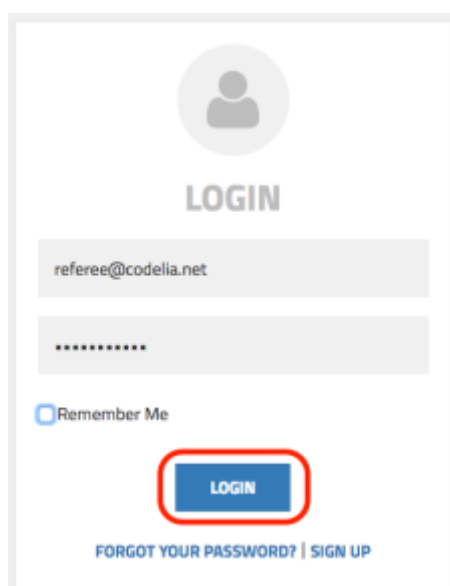 LOGIN
referee@codelia.net
•••••••••••
Remember Me
LOGIN
FORGOT YOUR PASSWORD? | SIGN UP